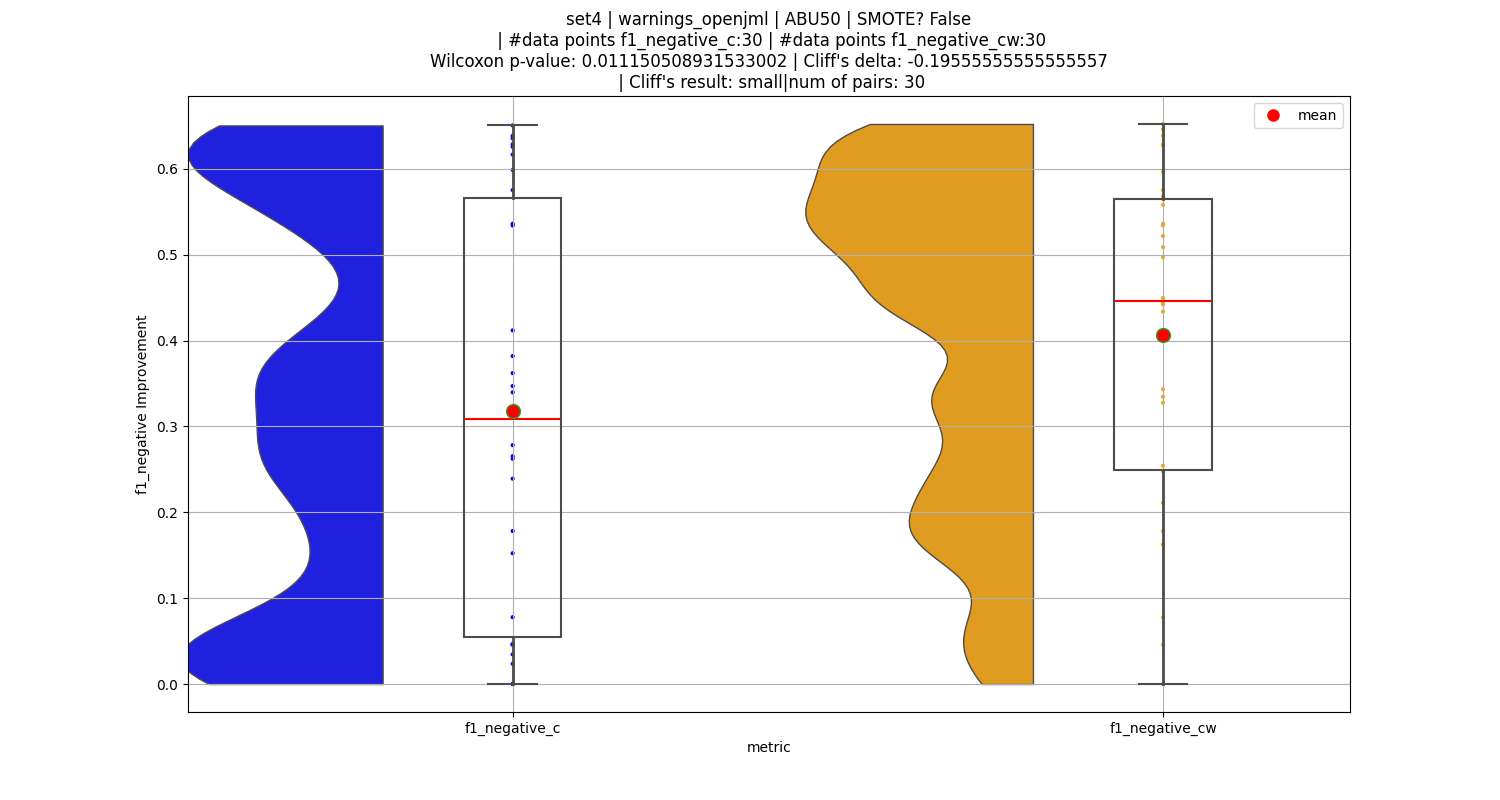 set4 | warnings_openjml | ABU50 | SMOTE? False
| #data points f1_negative_c:30 | #data points f1_negative_cw:30
Wilcoxon p-value: 0.011150508931533002 | Cliff's delta: -0.19555555555555557
| Cliff's result: small|num of pairs: 30
mean
0.6
0.5
0.4
0.3
0.2
0.1
0.0
f1_negative Improvement
f1_negative_c
f1_negative_cw
metric